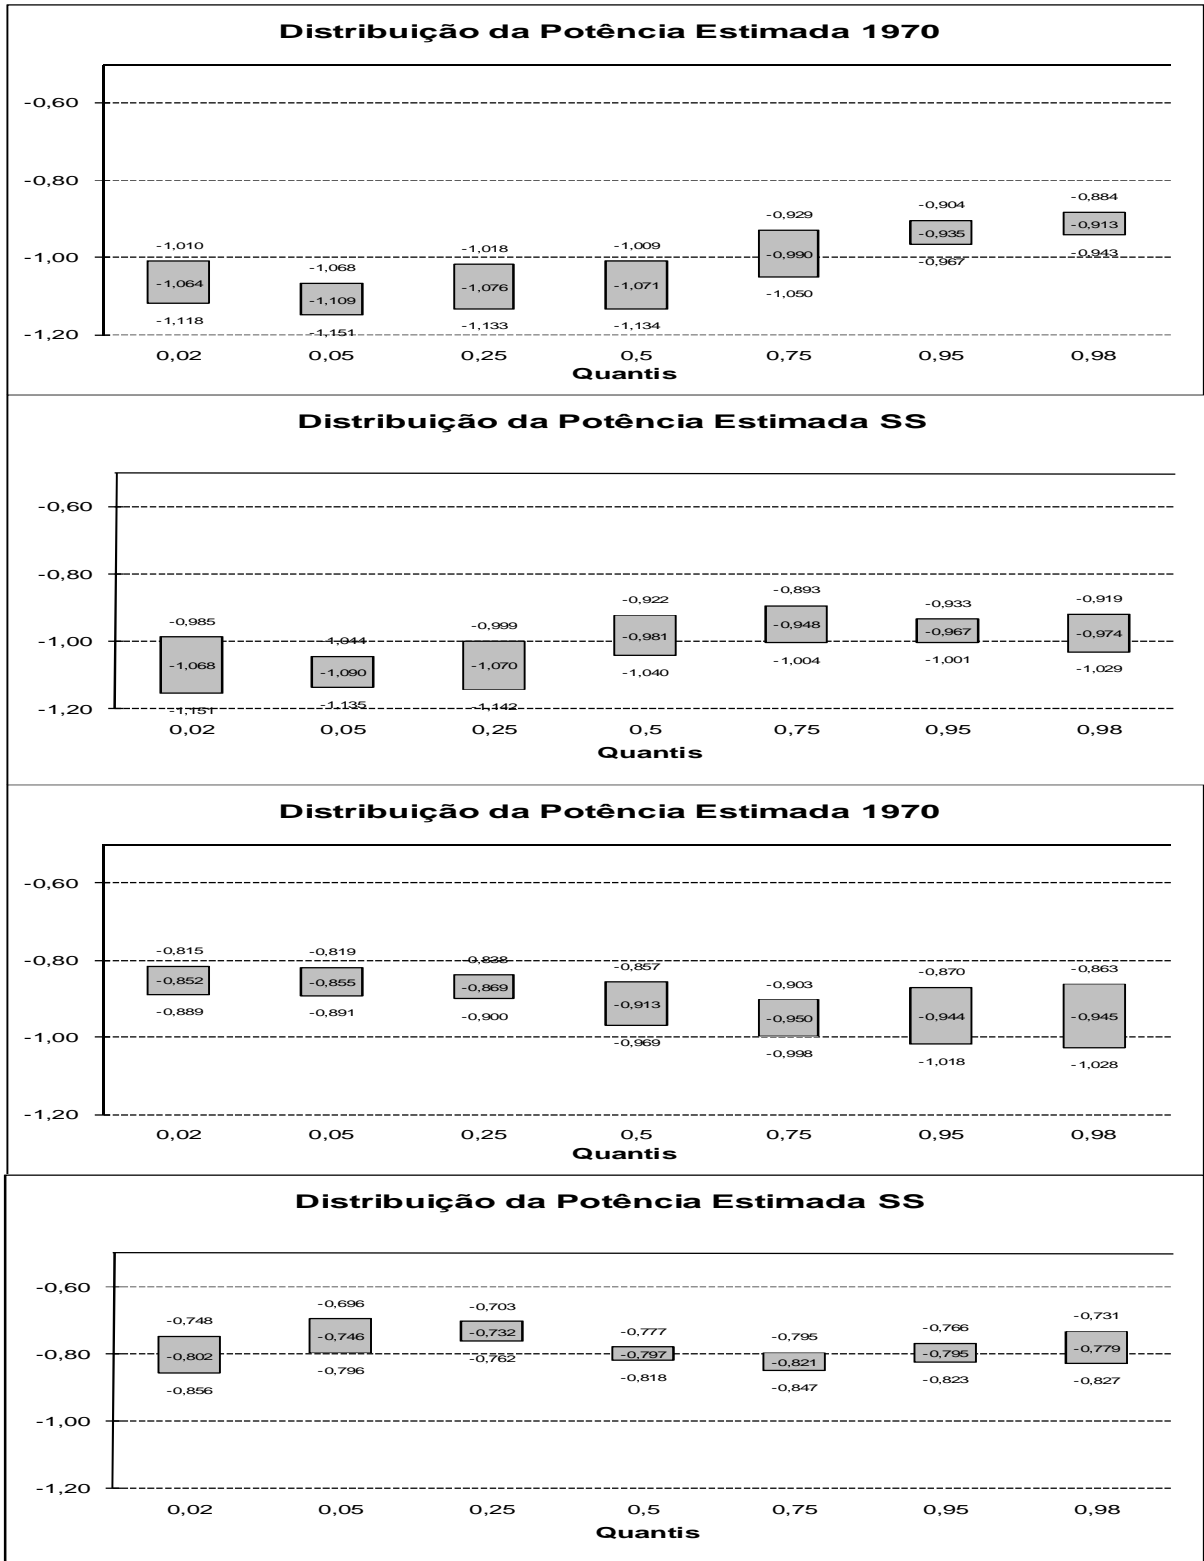 Distribuição da Potência Estimada 1970
-0,60
-0,80
-0,884
-0,904
-0,929
-0,913
-0,935
-1,010 -1,018 -1,009 -0,990 -0,943
-1,00 -0,967
-1,068
-1,064 -1,076 -1,071
-1,109 -1,050
-1,118 -1,133 -1,134
-1,151
-1,20
0,02 0,05 0,25 0,5 0,75 0,95 0,98
Quantis
Distribuição da Potência Estimada SS
-0,60
-0,80
-0,893
-0,922 -0,933 -0,919
-0,985 -0,999 -0,981 -0,948 -0,967 -0,974
-1,00 -1,044
-1,068 -1,090 -1,070 -1,040 -1,004 -1,001 -1,029
-1,151 -1,135 -1,142
-1,20
0,02 0,05 0,25 0,5 0,75 0,95 0,98
Quantis
Distribuição da Potência Estimada 1970
-0,60
-0,815 -0,819
-0,80 -0,838 -0,857 -0,870 -0,863
-0,852 -0,855 -0,869 -0,903
-0,889 -0,891 -0,900 -0,913 -0,950 -0,944 -0,945
-1,00 -0,969 -0,998
-1,018 -1,028
-1,20
0,02 0,05 0,25 0,5 0,75 0,95 0,98
Quantis
Distribuição da Potência Estimada SS
-0,60
-0,696 -0,703
-0,748 -0,731
-0,746 -0,732 -0,777 -0,795 -0,766
-0,80 -0,802 -0,796 -0,762 -0,797 -0,821 -0,795 -0,779
-0,856 -0,818 -0,847 -0,823 -0,827
-1,00
-1,20
0,02 0,05 0,25 0,5 0,75 0,95 0,98
Quantis